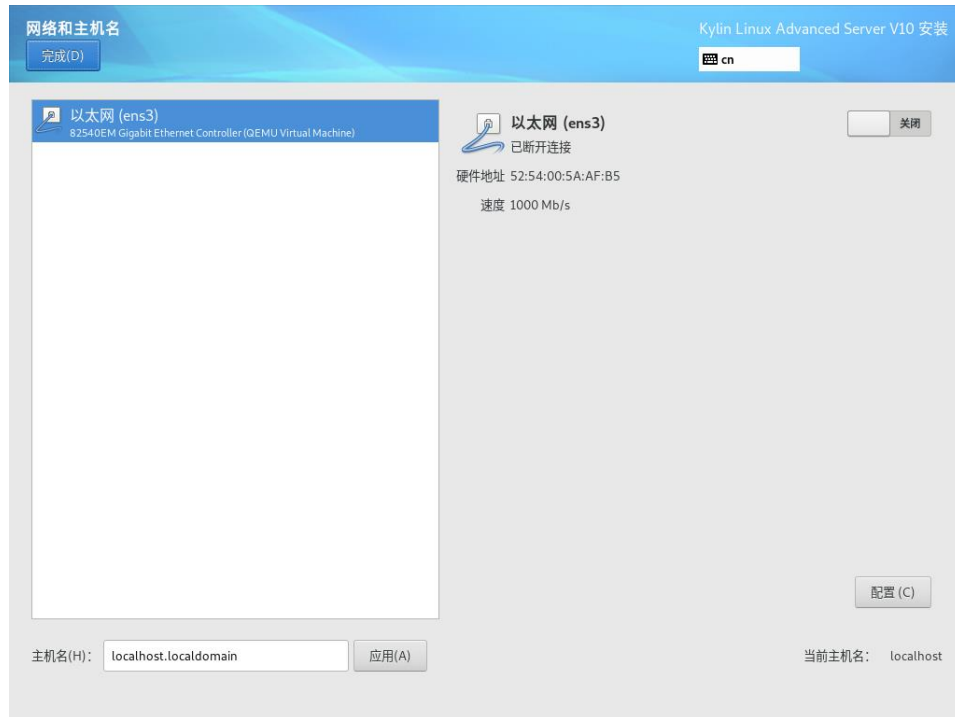 网络和主机名
Kylin Linux Advanced Server V10 安装
完成(D)
cn
以太网 (ens3)
82540EM Gigabit Ethernet Controller (QEMU Virtual Machine)
以太网 (ens3)
关闭
已断开连接
硬件地址 52:54:00:5A:AF:B5
速度 1000 Mb/s
配置 (C)
主机名(H): localhost.localdomain 应用(A)
当前主机名: localhost